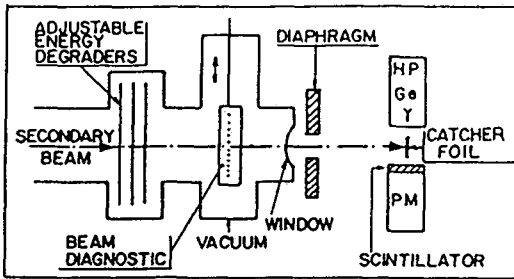 ADJUSTABLE
ENERGY
DEGRADERS
DIAPHRAGM
HP
Ge
γ
SECONDARY
BEAM
CATCHER
FOIL
PM
WINDOW
BEAM
DIAGNOSTIC
VACUUM
SCINTILLATOR